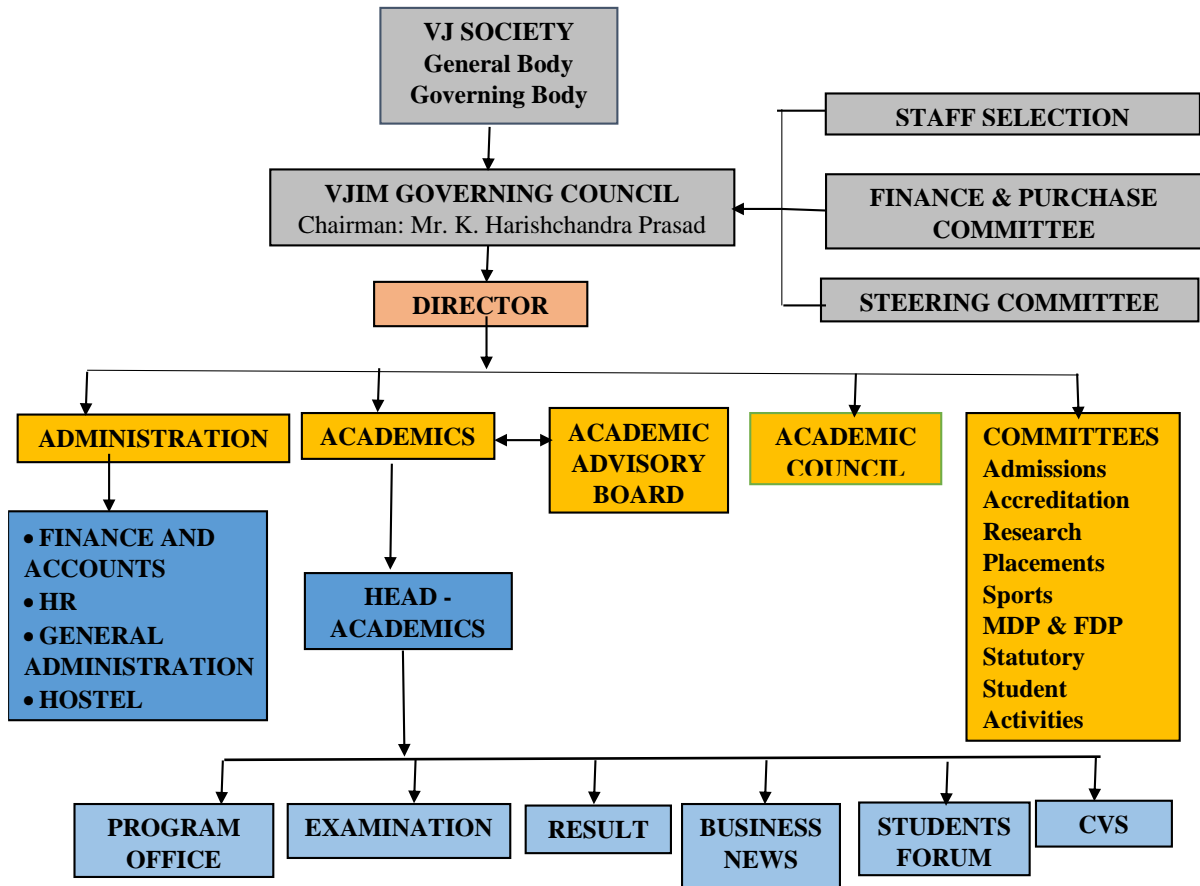 VJ SOCIETY
General Body
Governing Body
STAFF SELECTION
VJIM GOVERNING COUNCIL
Chairman: Mr. K. Harishchandra Prasad
FINANCE & PURCHASE
COMMITTEE
DIRECTOR
STEERING COMMITTEE
ADMINISTRATION
ACADEMICS
ACADEMIC
ADVISORY
BOARD
ACADEMIC
COUNCIL
COMMITTEES
Admissions
Accreditation
Research
Placements
Sports
MDP & FDP
Statutory
Student
Activities
• FINANCE AND
ACCOUNTS
• HR
• GENERAL
ADMINISTRATION
• HOSTEL
HEAD -
ACADEMICS
PROGRAM
OFFICE
EXAMINATION
RESULT
BUSINESS
NEWS
STUDENTS
FORUM
CVS